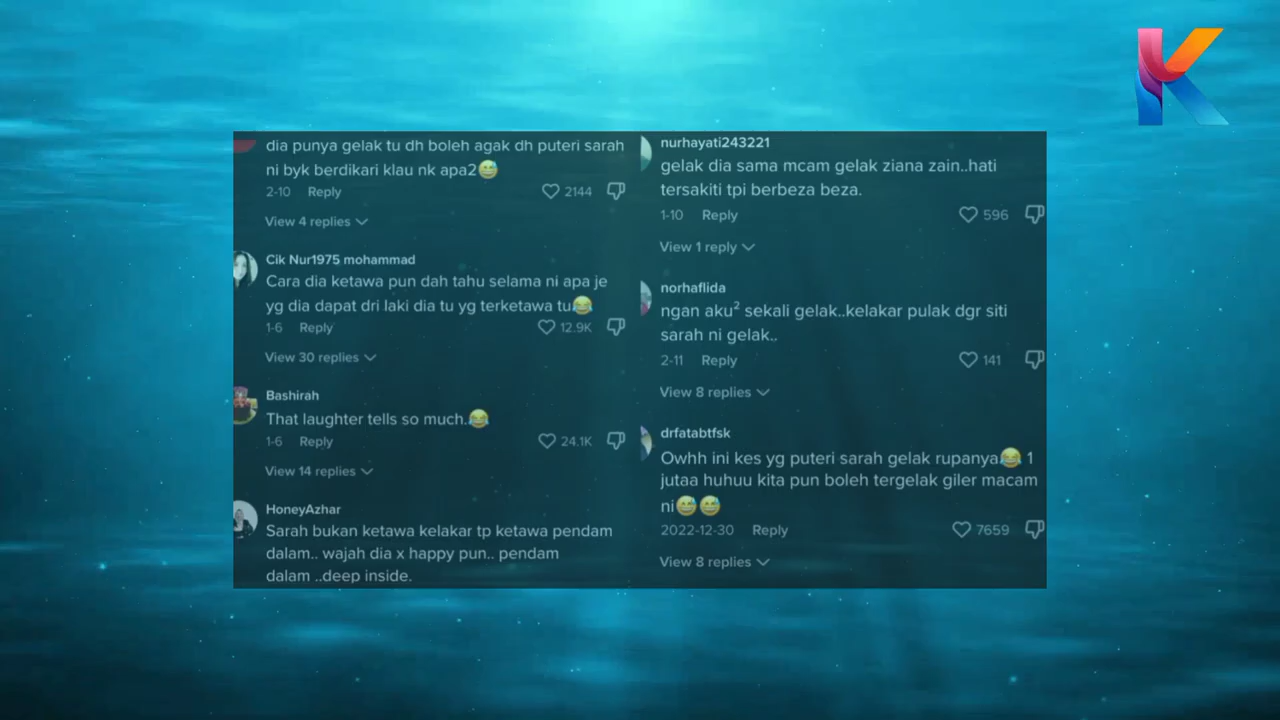 dia punya gelak tu dh boleh agak dh puteri sarah
ni byk berdikari klau nk apa2😅
2-10 Reply 2144
View 4 replies
Cik Nur1975 mohammad
Cara dia ketawa pun dah tahu selama ni apa je
yg dia dapat dri laki dia tu yg terketawa tu😂
1-6 Reply 12.9K
View 30 replies
Bashirah
That laughter tells so much.😂
1-6 Reply 24.1K
View 14 replies
HoneyAzhar
Sarah bukan ketawa kelakar tp ketawa pendam
dalam.. wajah dia x happy pun.. pendam
dalam ..deep inside.
nurhayati243221
gelak dia sama mcam gelak ziana zain..hati
tersakiti tpi berbeza beza.
1-10 Reply 596
View 1 reply
norhaflida
ngan aku² sekali gelak..kelakar pulak dgr siti
sarah ni gelak..
2-11 Reply 141
View 8 replies
drfatabtfsk
Owhh ini kes yg puteri sarah gelak rupanya😂 1
jutaa huhuu kita pun boleh tergelak giler macam
ni😅😅
2022-12-30 Reply 7659
View 8 replies
K